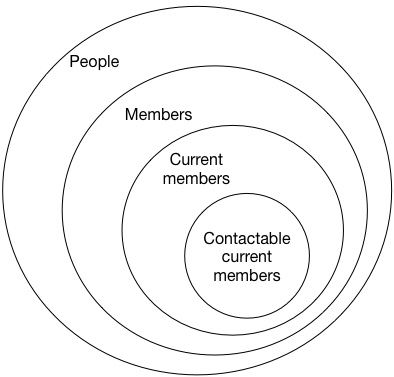 People
Members
Current
members
Contactable
current
members